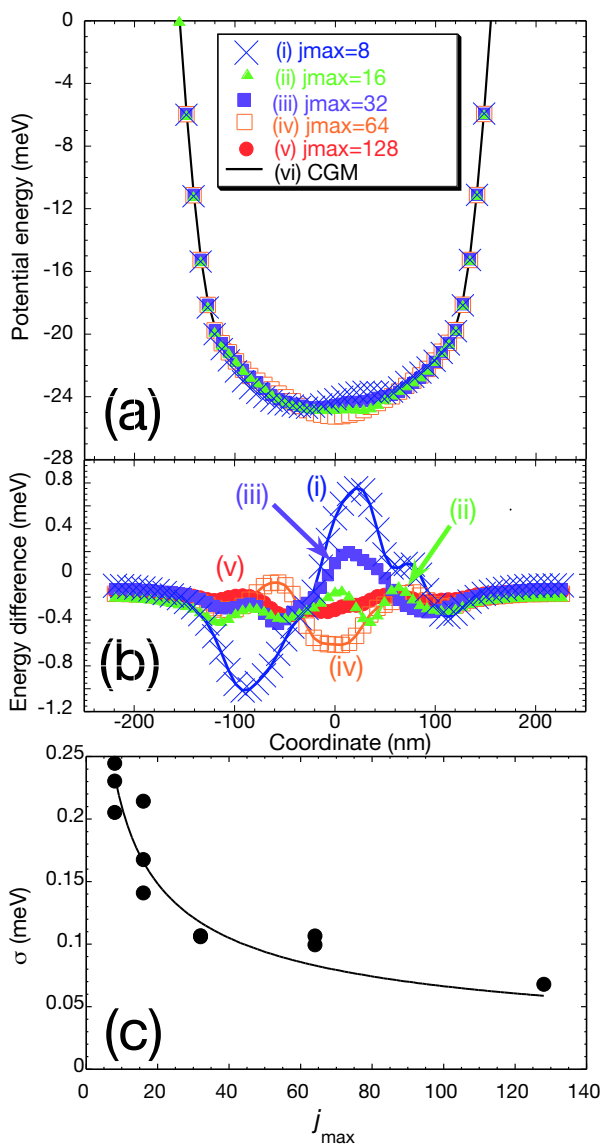 0
-4
-8
-12
-16
-20
-24
-28
Potential energy (meV)
(i) jmax=8
(ii) jmax=16
(iii) jmax=32
(iv) jmax=64
(v) jmax=128
(vi) CGM
(a)
0.8
0.4
0
-0.4
-0.8
-1.2
Energy difference (meV)
(iii)
(i)
(ii)
(v)
(iv)
(b)
-200
-100
0
100
200
Coordinate (nm)
0.25
0.2
0.15
0.1
0.05
0
σ (meV)
(c)
0
20
40
60
80
100
120
140
jmax